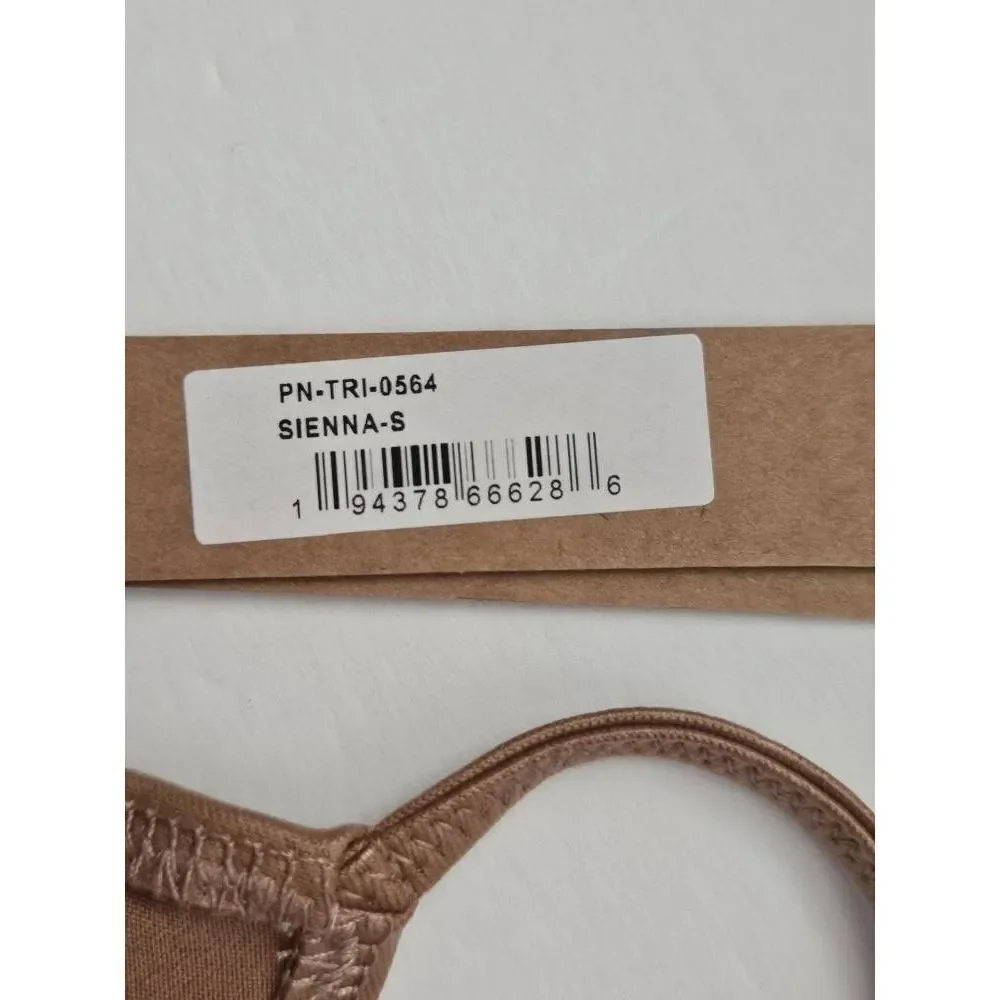 PN-TRI-0564
SIENNA-S
1 94378 66628 6